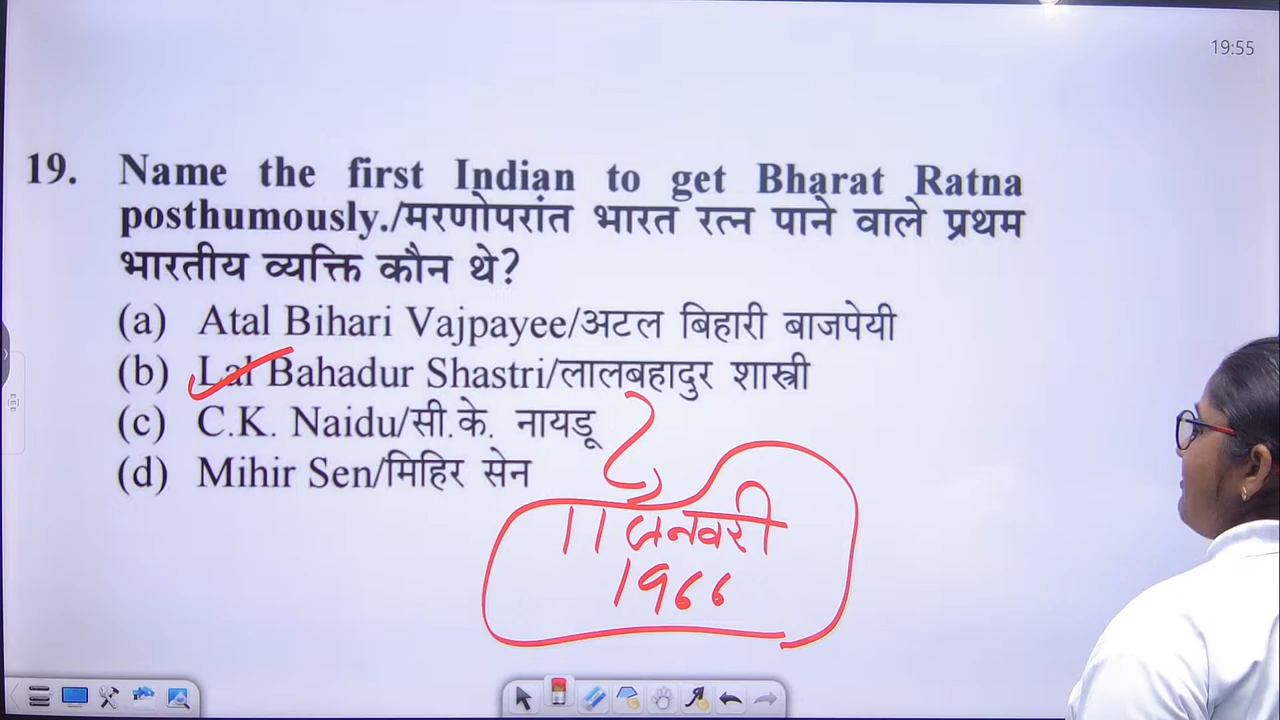 19:55
19. Name the first Indian to get Bharat Ratna
posthumously./मरणोपरांत भारत रत्न पाने वाले प्रथम
भारतीय व्यक्ति कौन थे?
(a) Atal Bihari Vajpayee/अटल बिहारी बाजपेयी
(b) Lal Bahadur Shastri/लालबहादुर शास्त्री
(c) C.K. Naidu/सी.के. नायडू
(d) Mihir Sen/मिहिर सेन
11 जनवरी
1966